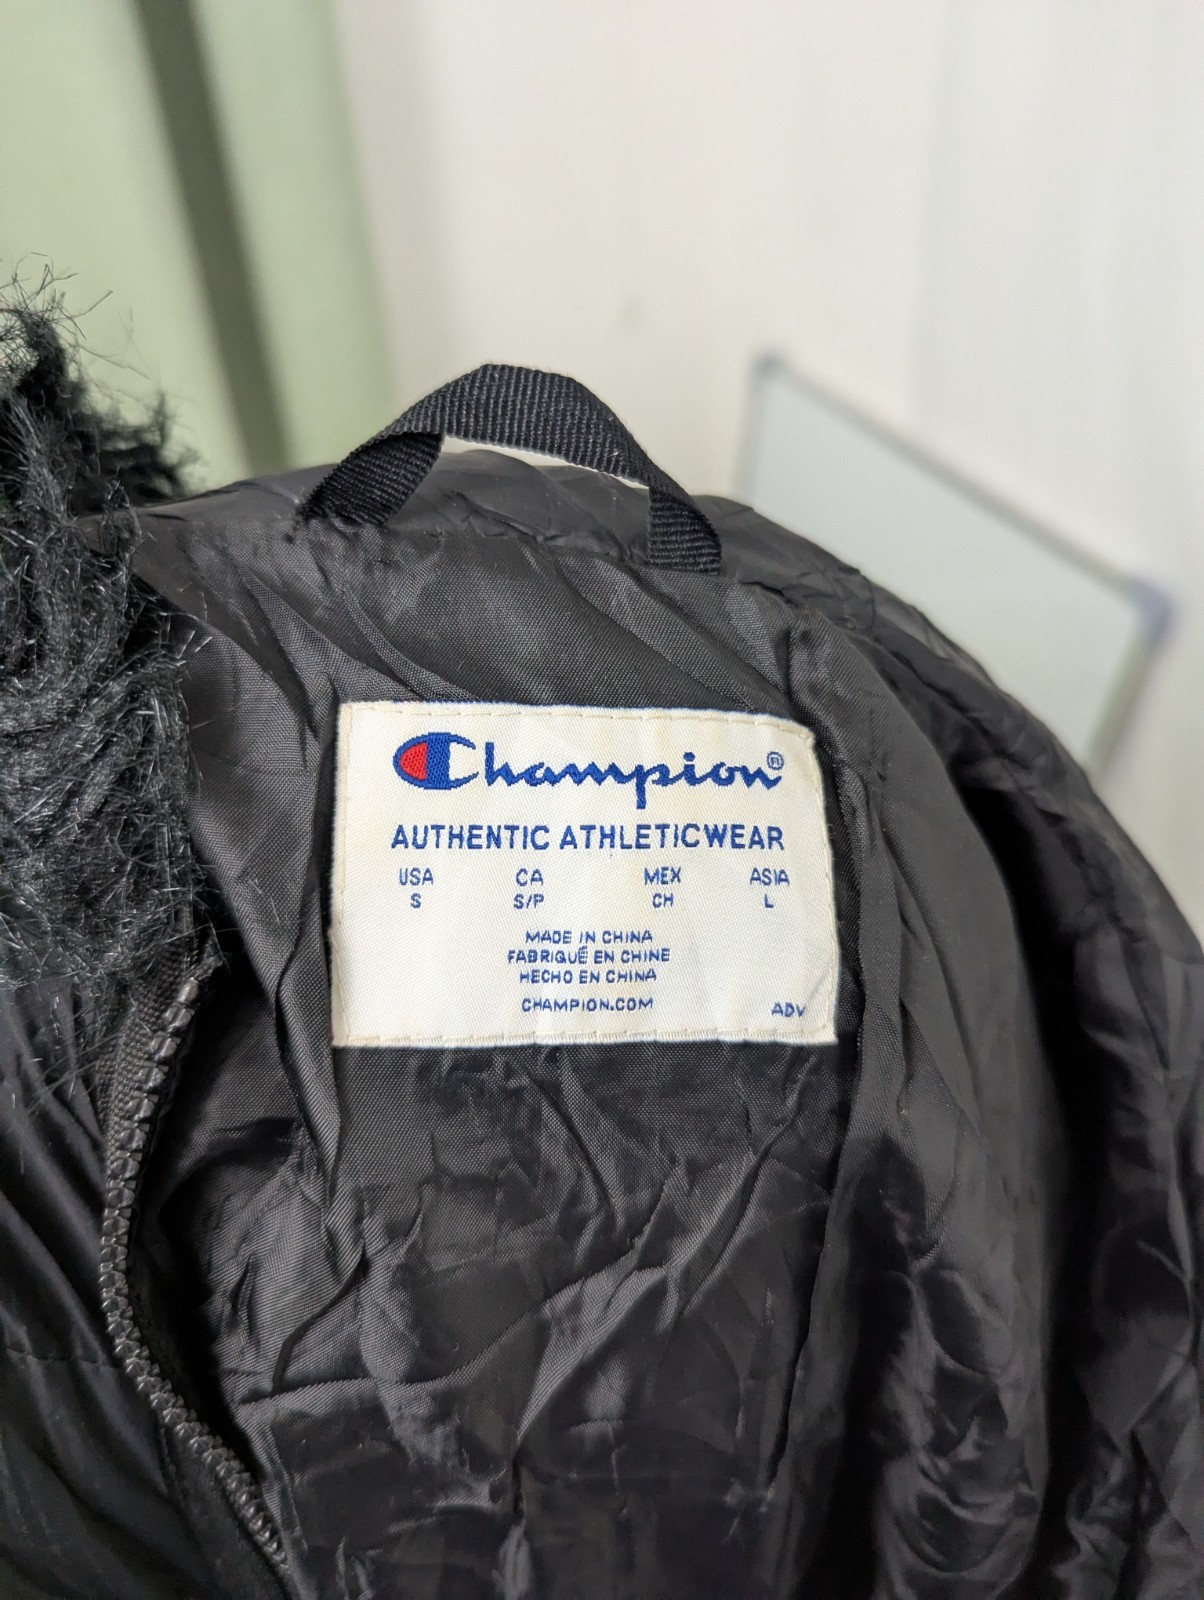 Champion®
AUTHENTIC ATHLETICWEAR
USA CA MEX ASIA
S S/P CH L
MADE IN CHINA
FABRIQUÉ EN CHINE
HECHO EN CHINA
CHAMPION.COM
ADV